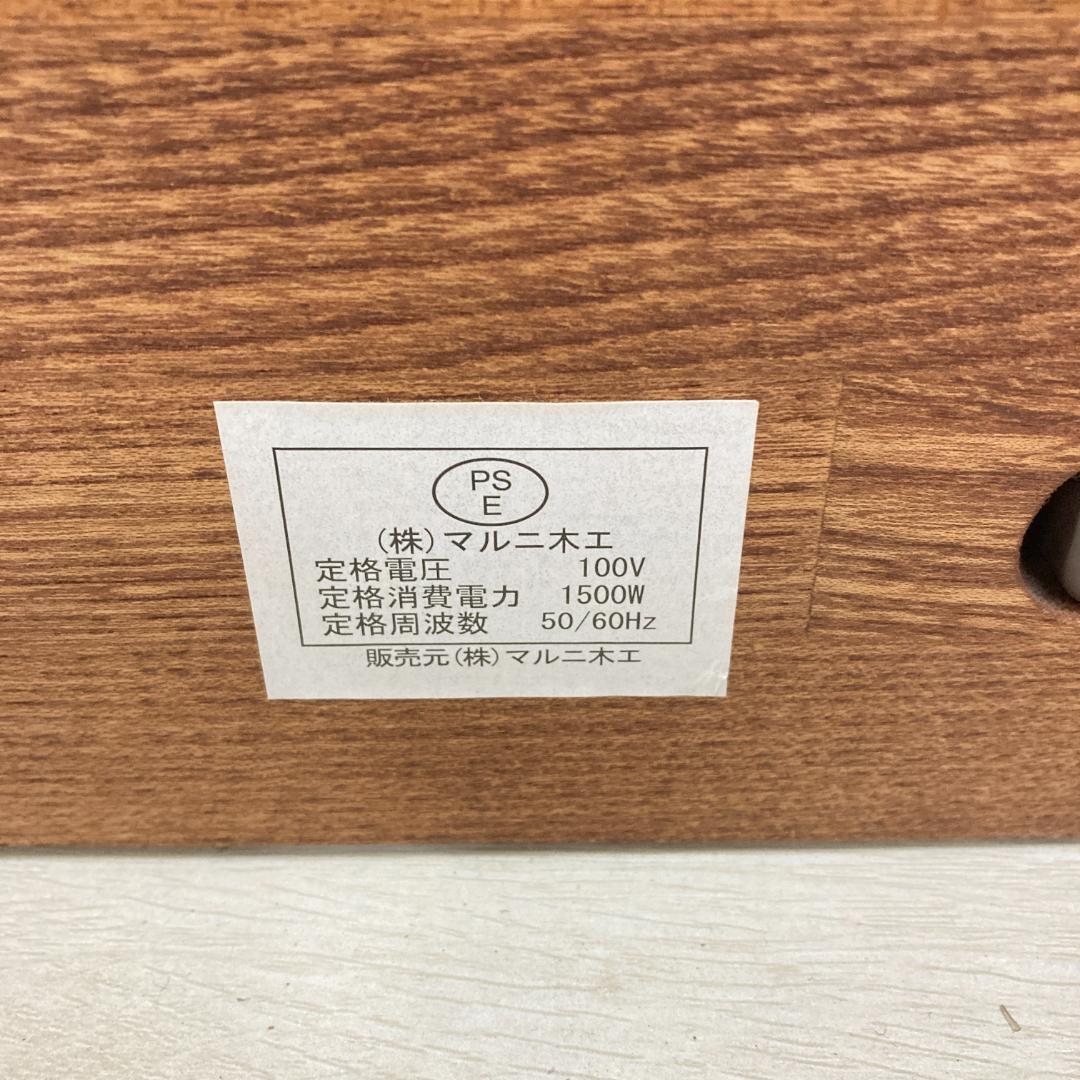 PS
E
(株)マルニ木工
定格電圧 100V
定格消費電力 1500W
定格周波数 50/60Hz
販売元(株)マルニ木工